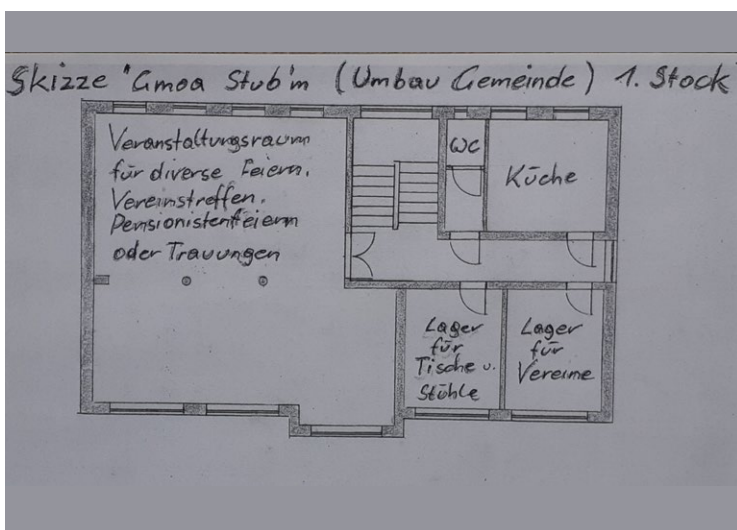 Skizze "Gmoa Stub'm (Umbau Gemeinde) 1. Stock
Veranstaltungsraum
für diverse Feiern,
Vereinstreffen.
Pensionistenfeiern
oder Trauungen
WC
Küche
Lager
für
Tische u.
Stühle
Lager
für
Vereine